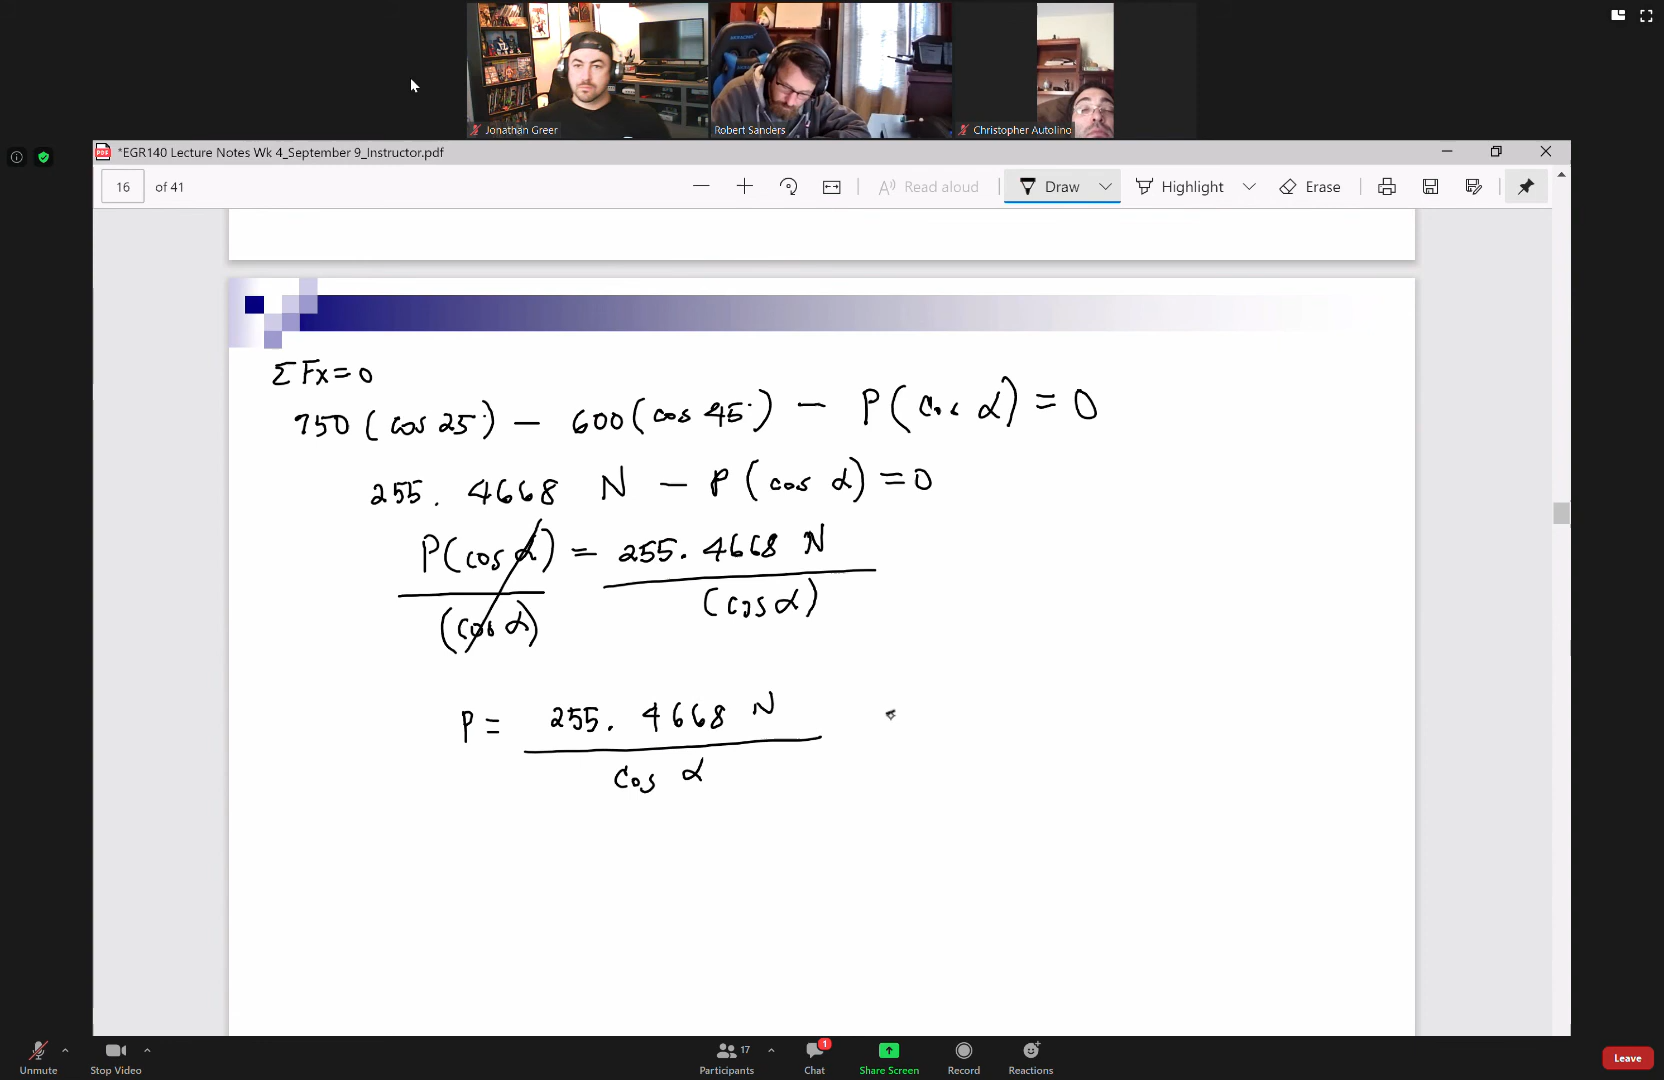 Jonathan Greer
Robert Sanders
Christopher Autolino
*EGR140 Lecture Notes Wk 4_September 9_Instructor.pdf
16 of 41
Read aloud
Draw
Highlight
Erase
ΣFx=0
750 (cos 25°) − 600 (cos 45°) − P(cos α) = 0
255.4668 N − P (cos α) = 0
P(cos α) = 255.4668 N
(cos α) (cos α)
P = 255.4668 N
cos α
Unmute
Stop Video
Participants
17
Chat
1
Share Screen
Record
Reactions
Leave